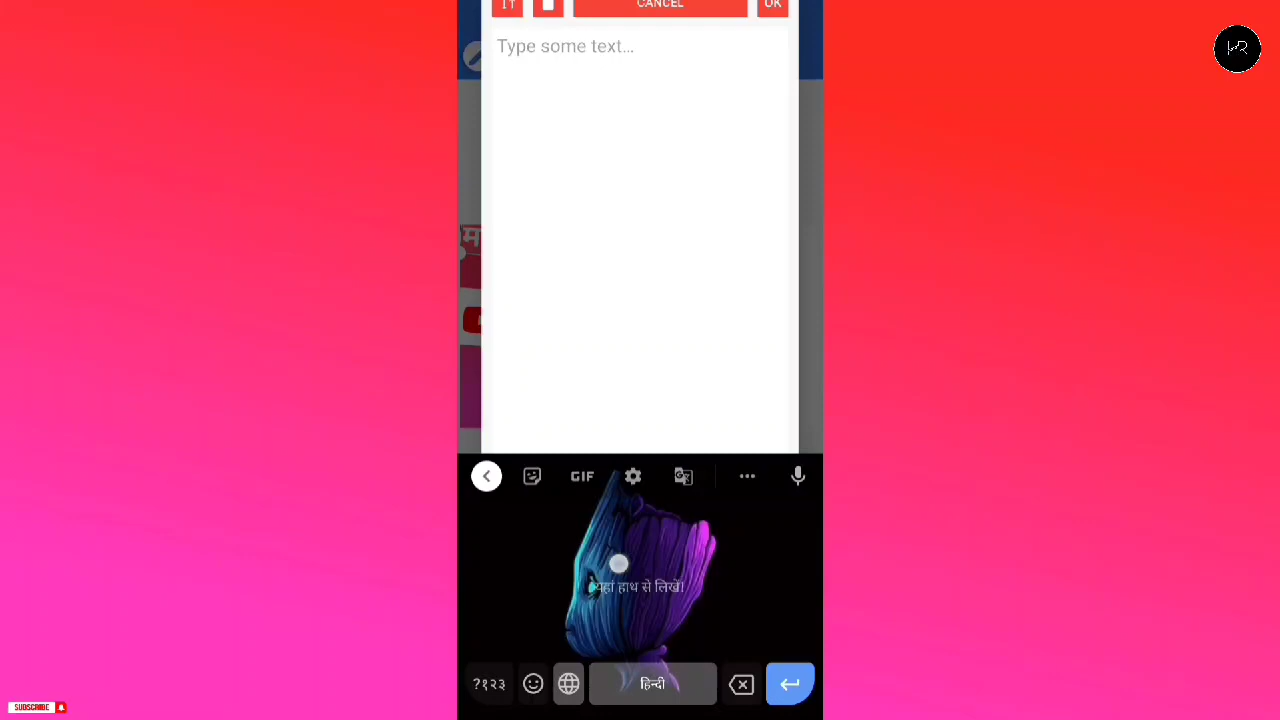 CANCEL
OK
Type some text...
म
GIF
यहां हाथ से लिखें!
?१२३
हिन्दी
SUBSCRIBE